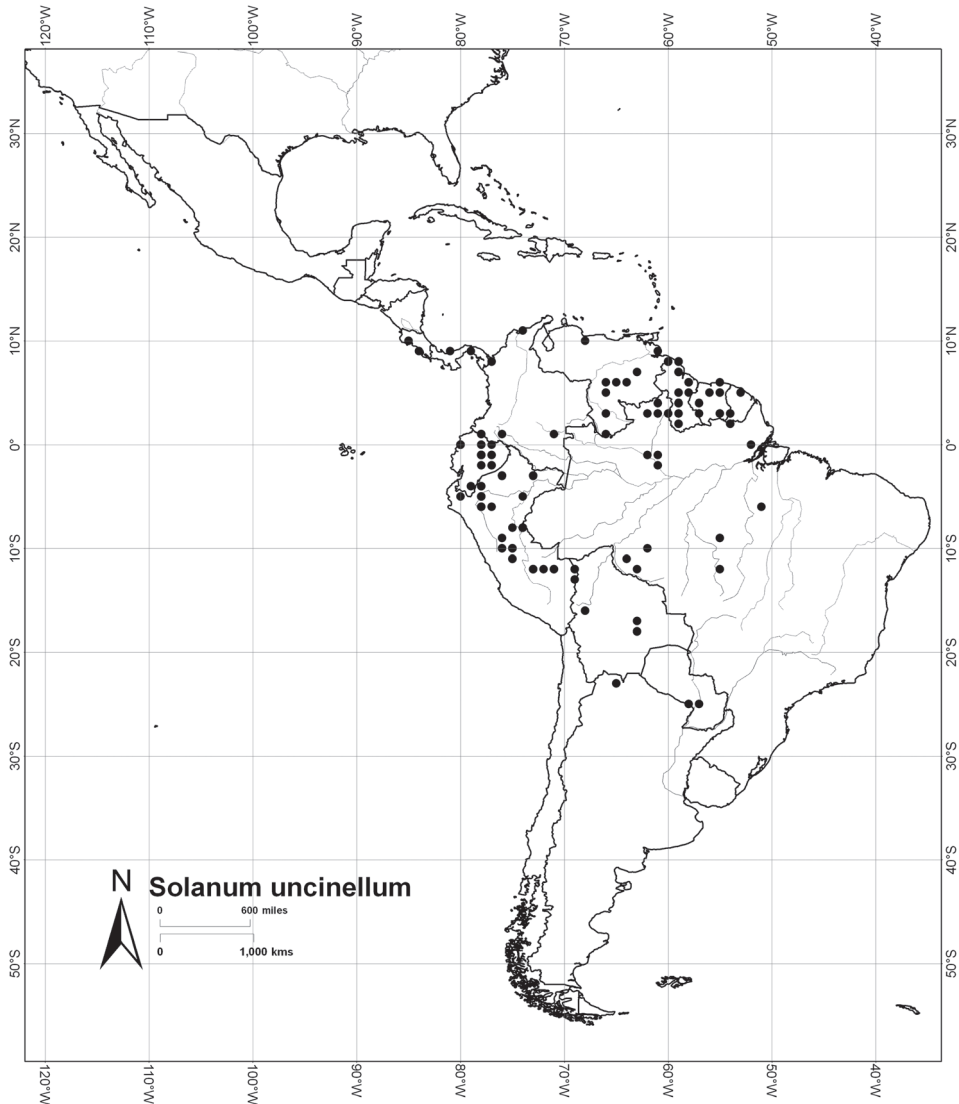 120°W 110°W 100°W 90°W 80°W 70°W 60°W 50°W 40°W
30°N 30°N
20°N 20°N
10°N 10°N
0° 0°
10°S 10°S
20°S 20°S
30°S 30°S
40°S 40°S
N
Solanum uncinellum
0 600 miles
0 1,000 kms
50°S 50°S
120°W 110°W 100°W 90°W 80°W 70°W 60°W 50°W 40°W